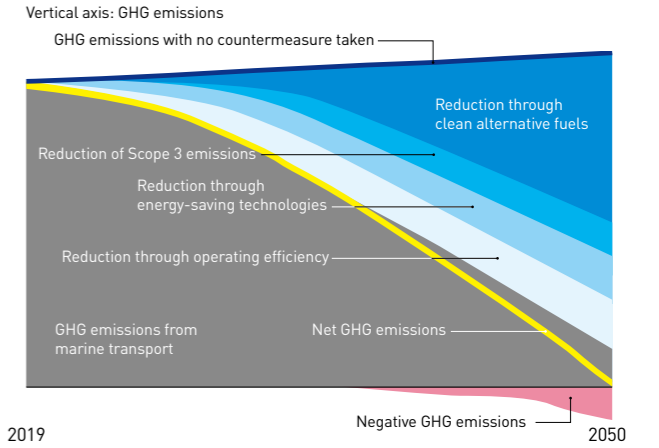 Vertical axis: GHG emissions
GHG emissions with no countermeasure taken
Reduction through
clean alternative fuels
Reduction of Scope 3 emissions
Reduction through
energy-saving technologies
Reduction through operating efficiency
GHG emissions from
marine transport
Net GHG emissions
Negative GHG emissions
2019
2050